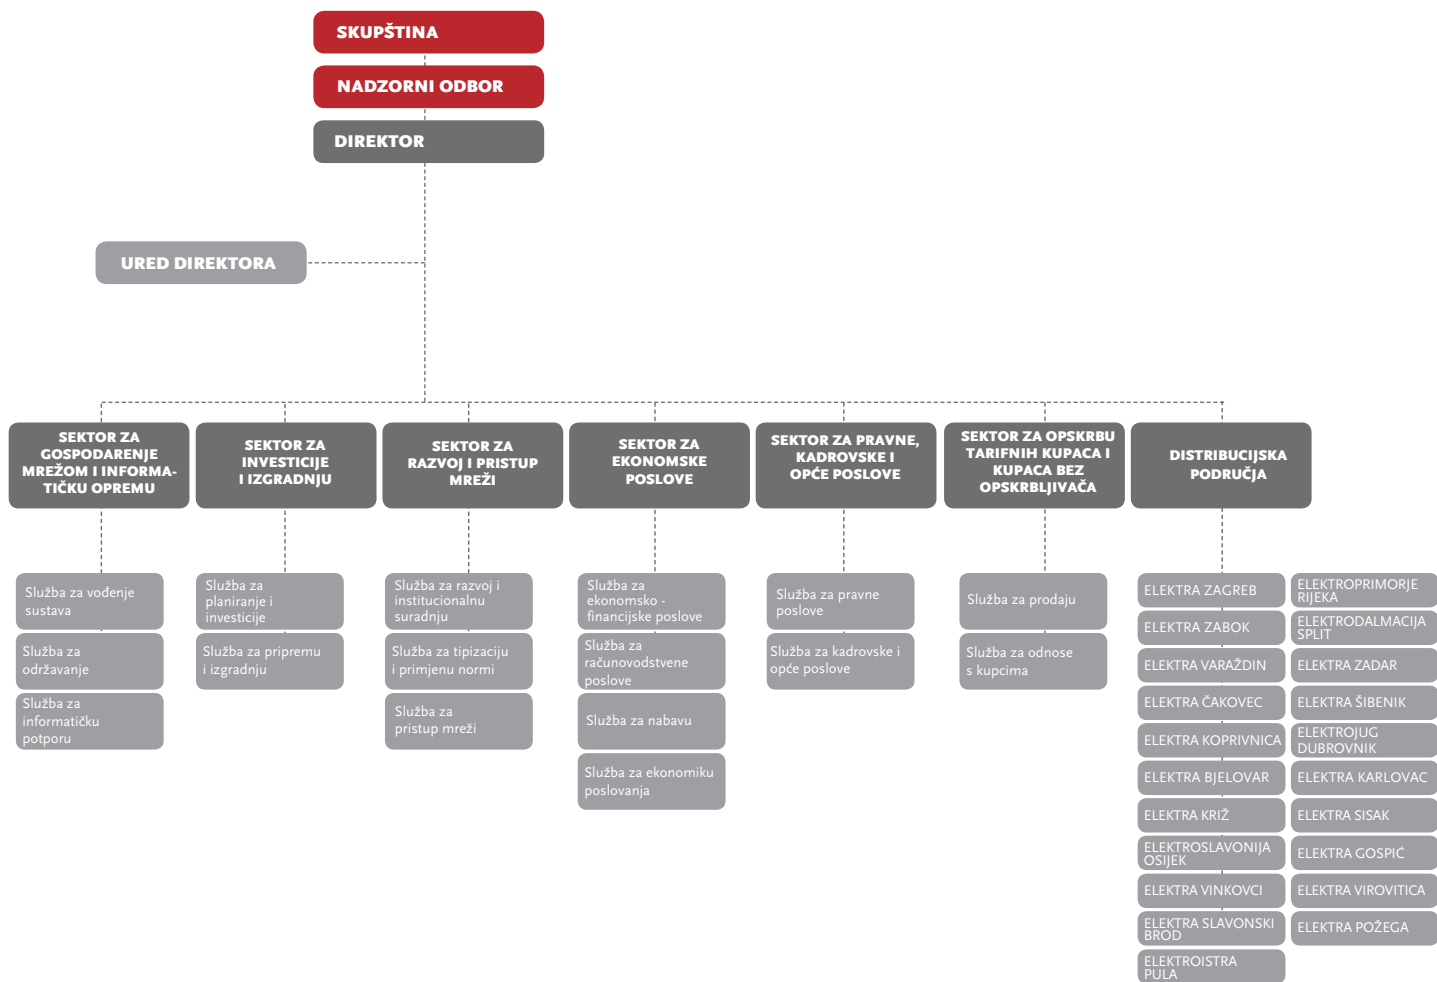 SKUPŠTINA
NADZORNI ODBOR
DIREKTOR
URED DIREKTORA
SEKTOR ZA
GOSPODARENJE
MREŽOM I INFORMA-
TIČKU OPREMU
SEKTOR ZA
INVESTICIJE
I IZGRADNJU
SEKTOR ZA
RAZVOJ I PRISTUP
MREŽI
SEKTOR ZA
EKONOMSKE
POSLOVE
SEKTOR ZA PRAVNE,
KADROVSKE I
OPĆE POSLOVE
SEKTOR ZA OPSKRBU
TARIFNIH KUPACA I
KUPACA BEZ
OPSKRBLJIVAČA
DISTRIBUCIJSKA
PODRUČJA
Služba za vođenje
sustava
Služba za
održavanje
Služba za
informatičku
potporu
Služba za
planiranje i
investicije
Služba za pripremu
i izgradnju
Služba za razvoj i
institucionalnu
suradnju
Služba za tipizaciju
i primjenu normi
Služba za
pristup mreži
Služba za
ekonomsko -
financijske poslove
Služba za
računovodstvene
poslove
Služba za nabavu
Služba za ekonomiku
poslovanja
Služba za pravne
poslove
Služba za kadrovske i
opće poslove
Služba za prodaju
Služba za odnose
s kupcima
ELEKTRA ZAGREB
ELEKTRA ZABOK
ELEKTRA VARAŽDIN
ELEKTRA ČAKOVEC
ELEKTRA KOPRIVNICA
ELEKTRA BJELOVAR
ELEKTRA KRIŽ
ELEKTROSLAVONIJA
OSIJEK
ELEKTRA VINKOVCI
ELEKTRA SLAVONSKI
BROD
ELEKTROISTRA
PULA
ELEKTROPRIMORJE
RIJEKA
ELEKTRODALMACIJA
SPLIT
ELEKTRA ZADAR
ELEKTRA ŠIBENIK
ELEKTROJUG
DUBROVNIK
ELEKTRA KARLOVAC
ELEKTRA SISAK
ELEKTRA GOSPIĆ
ELEKTRA VIROVITICA
ELEKTRA POŽEGA